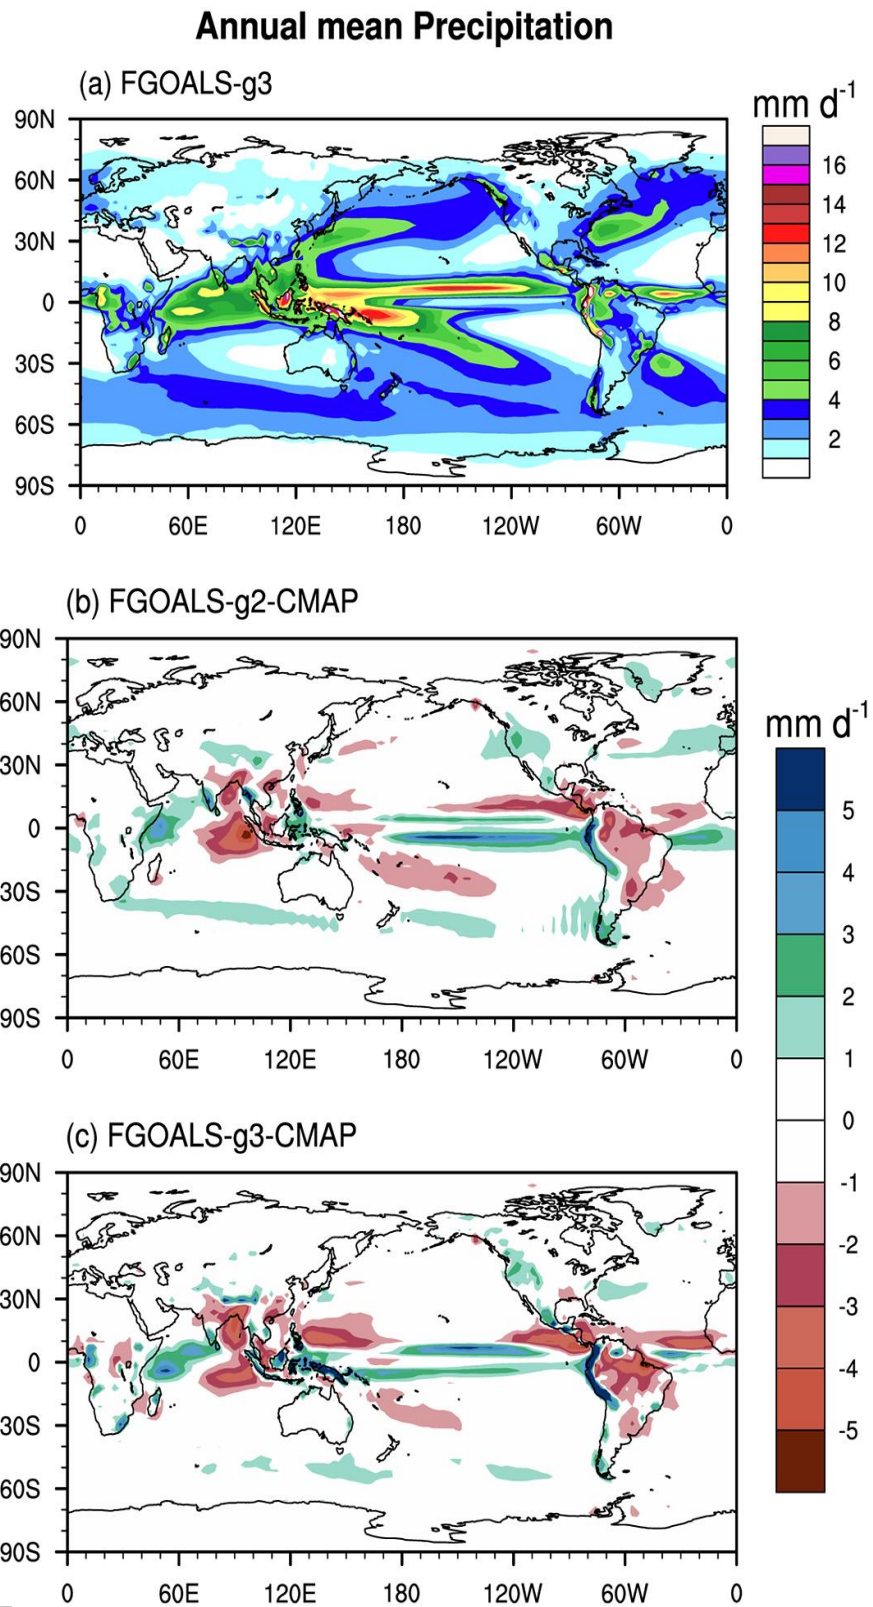 Annual mean Precipitation
(a) FGOALS-g3
mm d-1
90N
60N
30N
0
30S
60S
90S
0 60E 120E 180 120W 60W 0
16
14
12
10
8
6
4
2
(b) FGOALS-g2-CMAP
90N
60N
30N
0
30S
60S
90S
0 60E 120E 180 120W 60W 0
mm d-1
5
4
3
2
1
0
-1
-2
-3
-4
-5
(c) FGOALS-g3-CMAP
90N
60N
30N
0
30S
60S
90S
0 60E 120E 180 120W 60W 0